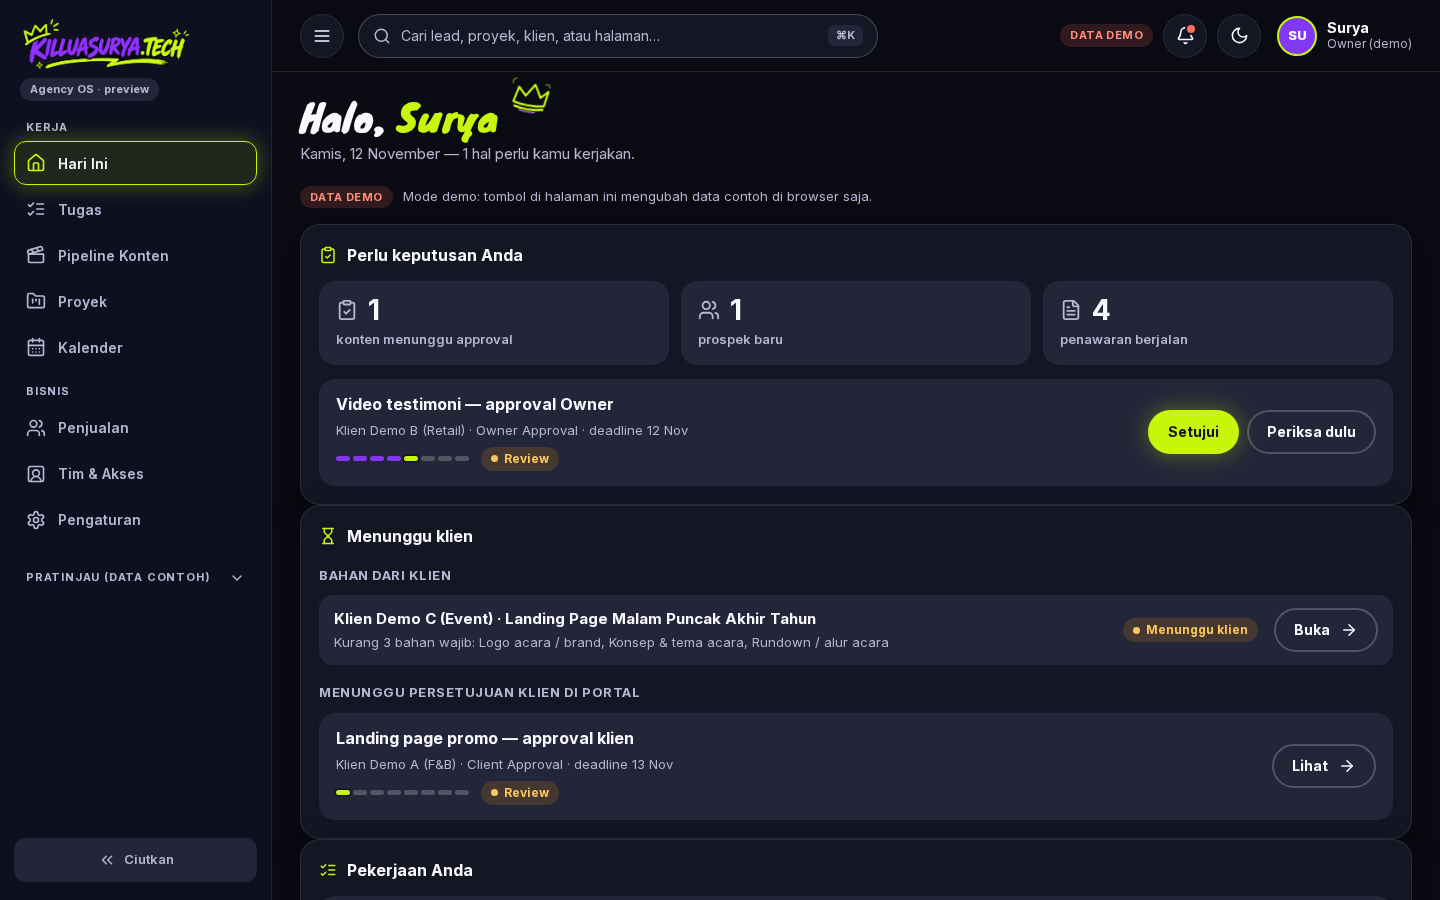 KILLUASURYA.TECH
Agency OS · preview
KERJA
Hari Ini
Tugas
Pipeline Konten
Proyek
Kalender
BISNIS
Penjualan
Tim & Akses
Pengaturan
PRATINJAU (DATA CONTOH)
Ciutkan
Cari lead, proyek, klien, atau halaman…
⌘K
DATA DEMO
SU
Surya
Owner (demo)
Halo, Surya
Kamis, 12 November — 1 hal perlu kamu kerjakan.
DATA DEMO Mode demo: tombol di halaman ini mengubah data contoh di browser saja.
Perlu keputusan Anda
1
konten menunggu approval
1
prospek baru
4
penawaran berjalan
Video testimoni — approval Owner
Klien Demo B (Retail) · Owner Approval · deadline 12 Nov
Review
Setujui
Periksa dulu
Menunggu klien
BAHAN DARI KLIEN
Klien Demo C (Event) · Landing Page Malam Puncak Akhir Tahun
Kurang 3 bahan wajib: Logo acara / brand, Konsep & tema acara, Rundown / alur acara
Menunggu klien
Buka
MENUNGGU PERSETUJUAN KLIEN DI PORTAL
Landing page promo — approval klien
Klien Demo A (F&B) · Client Approval · deadline 13 Nov
Review
Lihat
Pekerjaan Anda